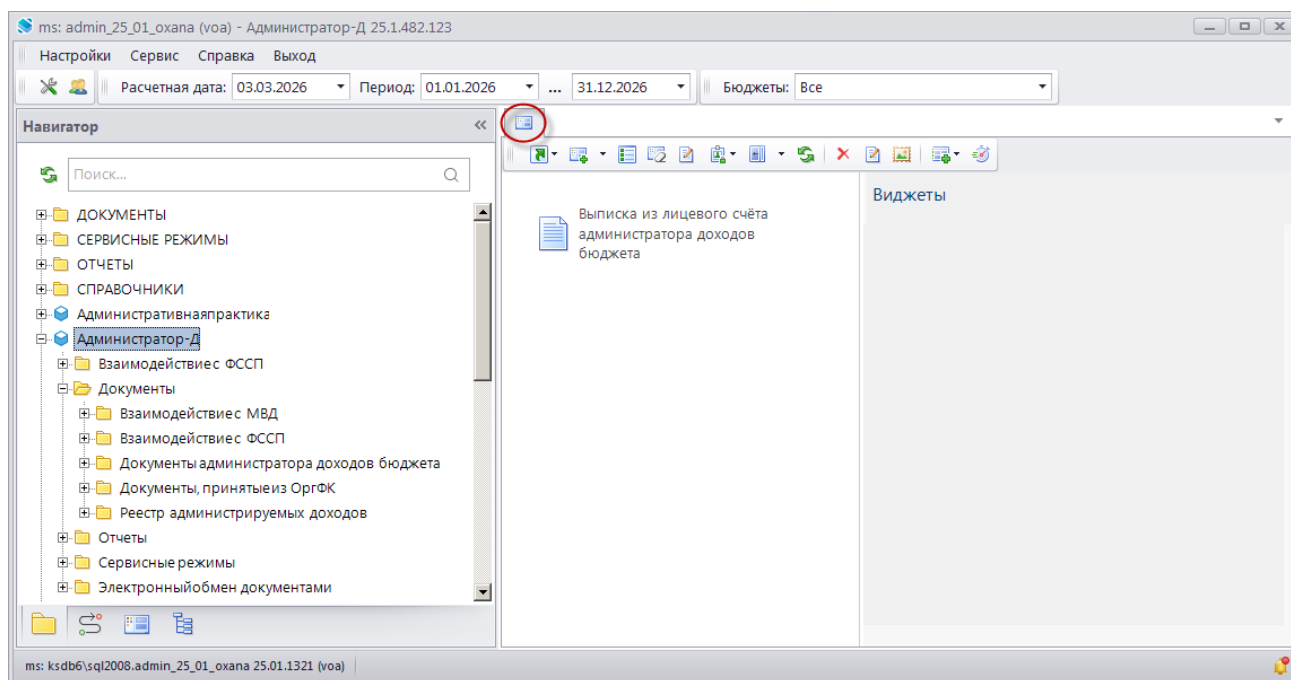 ms: admin_25_01_oxana (voa) - Администратор-Д 25.1.482.123
Настройки Сервис Справка Выход
Расчетная дата: 03.03.2026 Период: 01.01.2026 ... 31.12.2026 Бюджеты: Все
Навигатор
Поиск...
ДОКУМЕНТЫ
СЕРВИСНЫЕ РЕЖИМЫ
ОТЧЕТЫ
СПРАВОЧНИКИ
Административнаяпрактика
Администратор-Д
Взаимодействиес ФССП
Документы
Взаимодействиес МВД
Взаимодействиес ФССП
Документы администратора доходов бюджета
Документы, принятыеиз ОргФК
Реестр администрируемых доходов
Отчеты
Сервисныережимы
Электронныйобмен документами
Выписка из лицевого счёта
администратора доходов
бюджета
Виджеты
ms: ksdb6\sql2008.admin_25_01_oxana 25.01.1321 (voa)